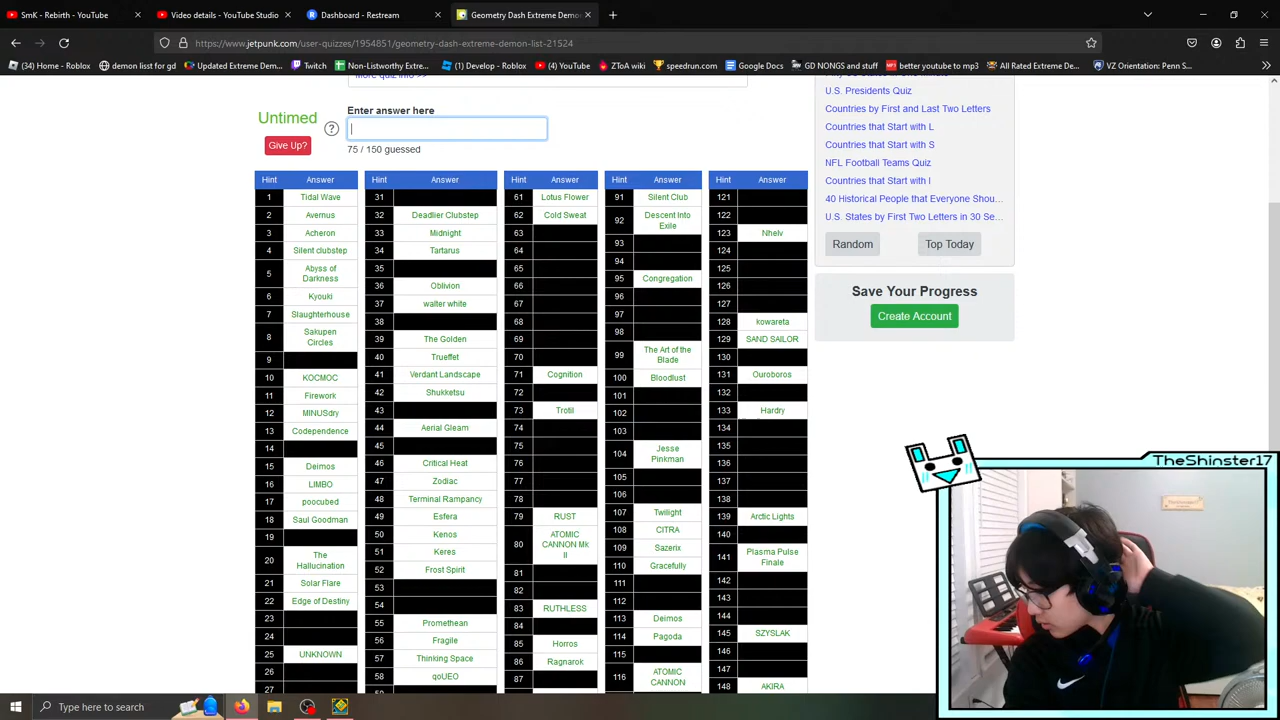 SmK - Rebirth - YouTube
Video details - YouTube Studio
Dashboard - Restream
Geometry Dash Extreme Demo
https://www.jetpunk.com/user-quizzes/1954851/geometry-dash-extreme-demon-list-21524
(34) Home - Roblox
demon lisst for gd
Updated Extreme Dem...
Twitch
Non-Listworthy Extre...
(1) Develop - Roblox
(4) YouTube
ZToA wiki
speedrun.com
Google Docs
GD NONGS and stuff
better youtube to mp3
All Rated Extreme De...
VZ Orientation: Penn S...
More quiz info >>
Untimed
Give Up?
?
Enter answer here
75 / 150 guessed
Hint Answer
1 Tidal Wave
2 Avernus
3 Acheron
4 Silent clubstep
5 Abyss of
Darkness
6 Kyouki
7 Slaughterhouse
8 Sakupen
Circles
9
10 KOCMOC
11 Firework
12 MINUSdry
13 Codependence
14
15 Deimos
16 LIMBO
17 poocubed
18 Saul Goodman
19
20 The
Hallucination
21 Solar Flare
22 Edge of Destiny
23
24
25 UNKNOWN
26
27
Hint Answer
31
32 Deadlier Clubstep
33 Midnight
34 Tartarus
35
36 Oblivion
37 walter white
38
39 The Golden
40 Trueffet
41 Verdant Landscape
42 Shukketsu
43
44 Aerial Gleam
45
46 Critical Heat
47 Zodiac
48 Terminal Rampancy
49 Esfera
50 Kenos
51 Keres
52 Frost Spirit
53
54
55 Promethean
56 Fragile
57 Thinking Space
58 qoUEO
Hint Answer
61 Lotus Flower
62 Cold Sweat
63
64
65
66
67
68
69
70
71 Cognition
72
73 Trotil
74
75
76
77
78
79 RUST
80 ATOMIC
CANNON Mk
II
81
82
83 RUTHLESS
84
85 Horros
86 Ragnarok
87
Hint Answer
91 Silent Club
92 Descent Into
Exile
93
94
95 Congregation
96
97
98
99 The Art of the
Blade
100 Bloodlust
101
102
103
104 Jesse
Pinkman
105
106
107 Twilight
108 CITRA
109 Sazerix
110 Gracefully
111
112
113 Deimos
114 Pagoda
115
116 ATOMIC
CANNON
Hint Answer
121
122
123 Nhelv
124
125
126
127
128 kowareta
129 SAND SAILOR
130
131 Ouroboros
132
133 Hardry
134
135
136
137
138
139 Arctic Lights
140
141 Plasma Pulse
Finale
142
143
144
145 SZYSLAK
146
147
148 AKIRA
U.S. Presidents Quiz
Countries by First and Last Two Letters
Countries that Start with L
Countries that Start with S
NFL Football Teams Quiz
Countries that Start with I
40 Historical People that Everyone Shou...
U.S. States by First Two Letters in 30 Se...
Random
Top Today
Save Your Progress
Create Account
TheShinster17
Type here to search